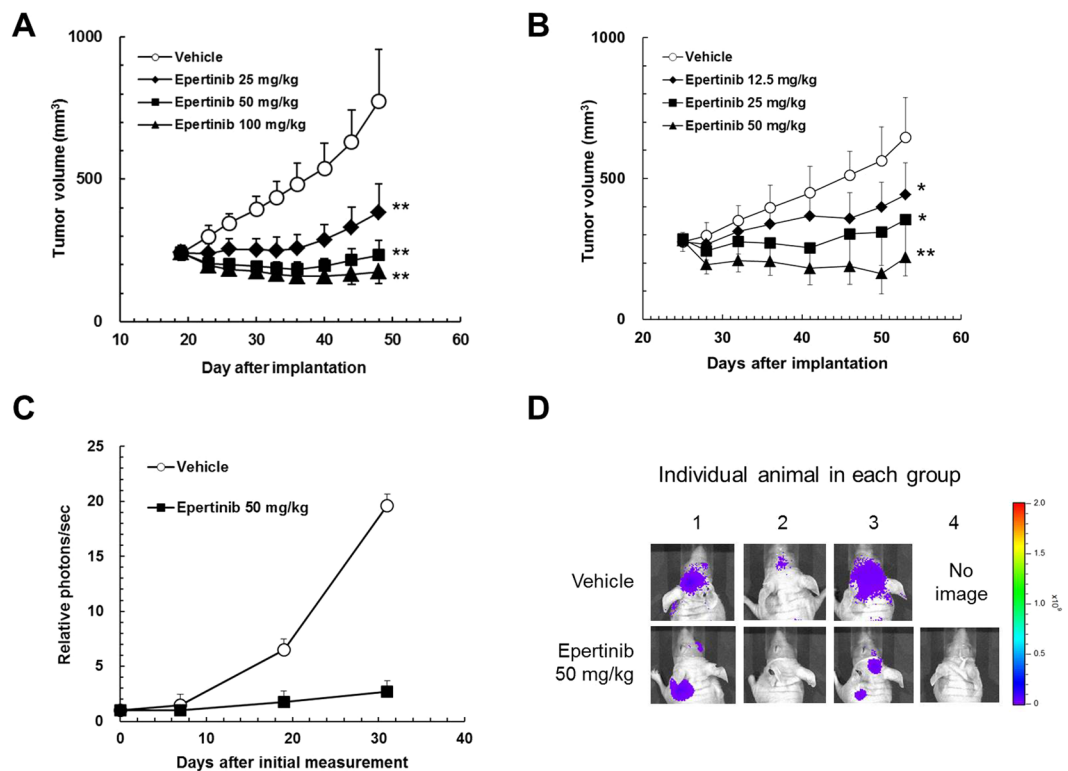 A
1000
500
0
Tumor volume (mm³)
Vehicle
Epertinib 25 mg/kg
Epertinib 50 mg/kg
Epertinib 100 mg/kg
**
**
**
10 20 30 40 50 60
Day after implantation
B
1000
500
0
Tumor volume (mm³)
Vehicle
Epertinib 12.5 mg/kg
Epertinib 25 mg/kg
Epertinib 50 mg/kg
*
*
**
20 30 40 50 60
Days after implantation
C
25
20
15
10
5
0
Relative photons/sec
Vehicle
Epertinib 50 mg/kg
0 10 20 30 40
Days after initial measurement
D
Individual animal in each group
1 2 3 4
Vehicle
No
image
Epertinib
50 mg/kg
2.0
1.5
1.0
0.5
0